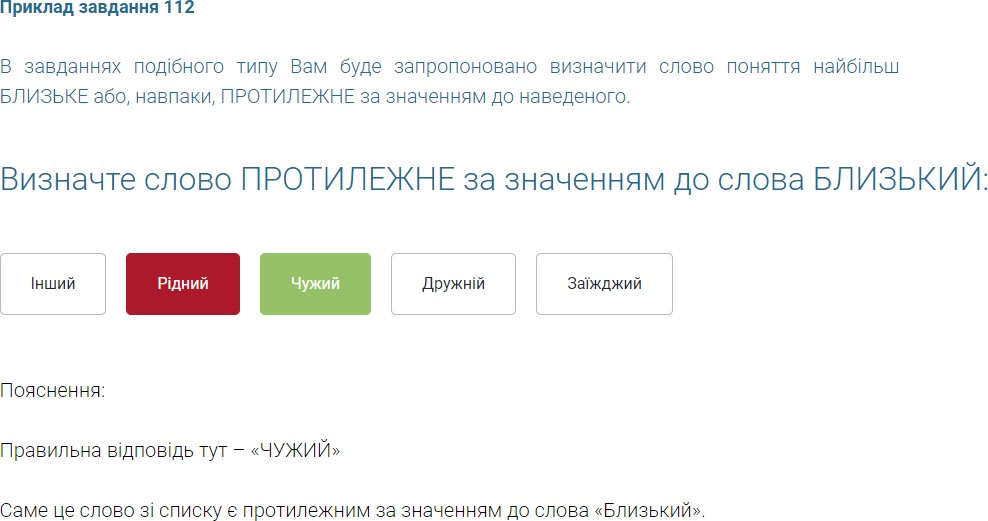 Приклад завдання 112
В завданнях подібного типу Вам буде запропоновано визначити слово поняття найбільш
БЛИЗЬКЕ або, навпаки, ПРОТИЛЕЖНЕ за значенням до наведеного.
Визначте слово ПРОТИЛЕЖНЕ за значенням до слова БЛИЗЬКИЙ:
Інший Рідний Чужий Дружній Заїжджий
Пояснення:
Правильна відповідь тут – «ЧУЖИЙ»
Саме це слово зі списку є протилежним за значенням до слова «Близький».